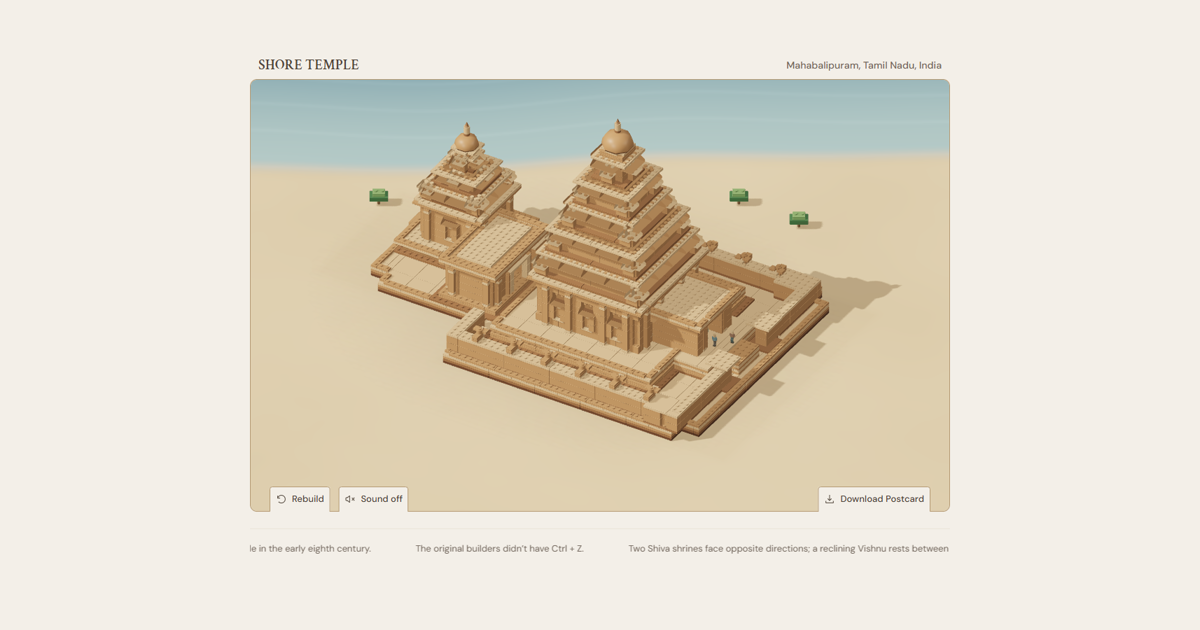 SHORE TEMPLE
Mahabalipuram, Tamil Nadu, India
Rebuild
Sound off
Download Postcard
in the early eighth century.
The original builders didn't have Ctrl + Z.
Two Shiva shrines face opposite directions; a reclining Vishnu rests between